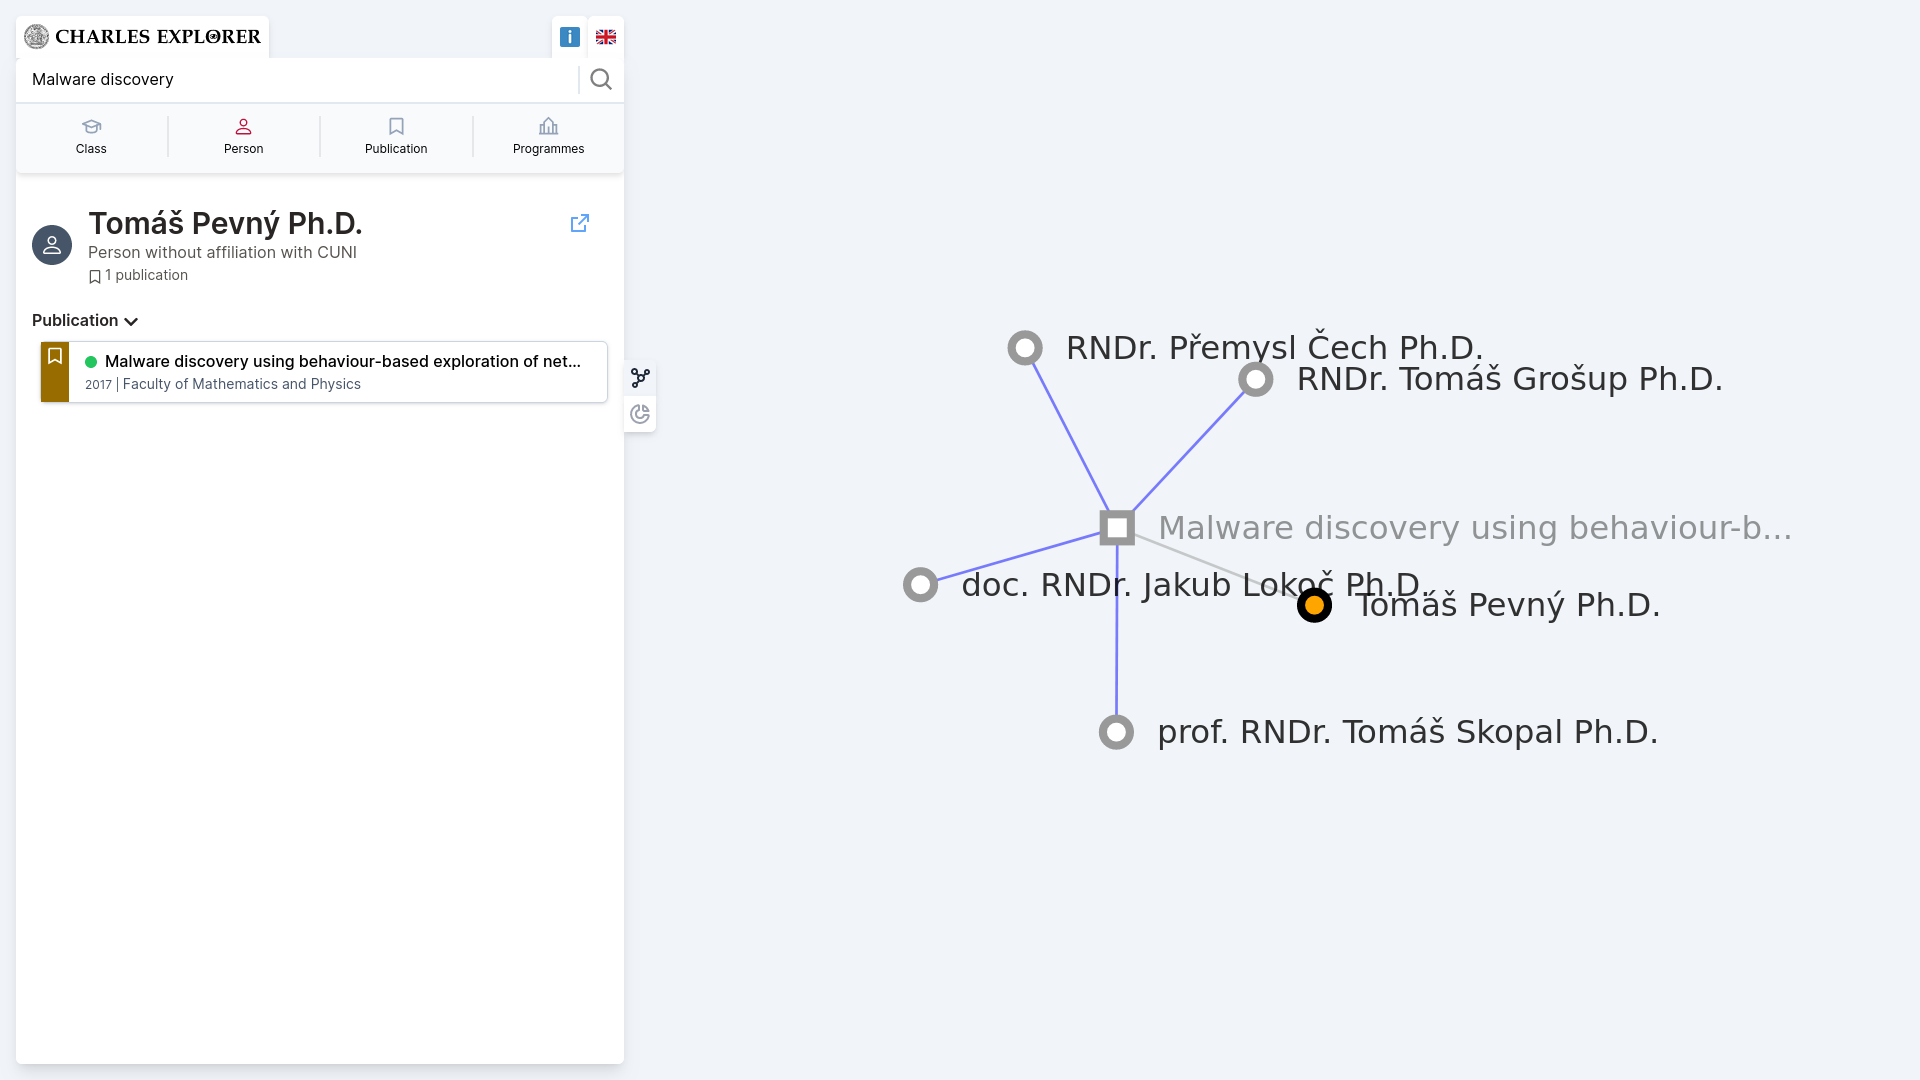 CHARLES EXPLORER
Malware discovery
Class
Person
Publication
Programmes
Tomáš Pevný Ph.D.
Person without affiliation with CUNI
1 publication
Publication
Malware discovery using behaviour-based exploration of net...
2017 | Faculty of Mathematics and Physics
RNDr. Přemysl Čech Ph.D.
RNDr. Tomáš Grošup Ph.D.
Malware discovery using behaviour-b...
doc. RNDr. Jakub Lokoč Ph.D.
Tomáš Pevný Ph.D.
prof. RNDr. Tomáš Skopal Ph.D.